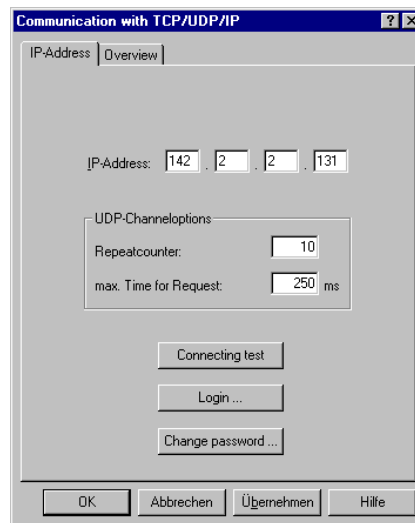 Communication with TCP/UDP/IP
IP-Address Overview
IP-Address: 142 . 2 . 2 . 131
UDP-Channeloptions
Repeatcounter: 10
max. Time for Request: 250 ms
Connecting test
Login ...
Change password ...
OK Abbrechen Übernehmen Hilfe